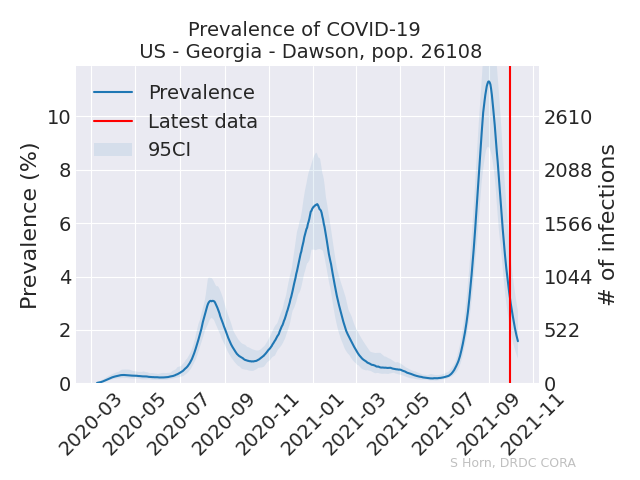 Prevalence of COVID-19
US - Georgia - Dawson, pop. 26108
Prevalence
Latest data
95CI
Prevalence (%)
10
8
6
4
2
0
2610
2088
1566
1044
522
0
# of infections
2020-03
2020-05
2020-07
2020-09
2020-11
2021-01
2021-03
2021-05
2021-07
2021-09
2021-11
S Horn, DRDC CORA